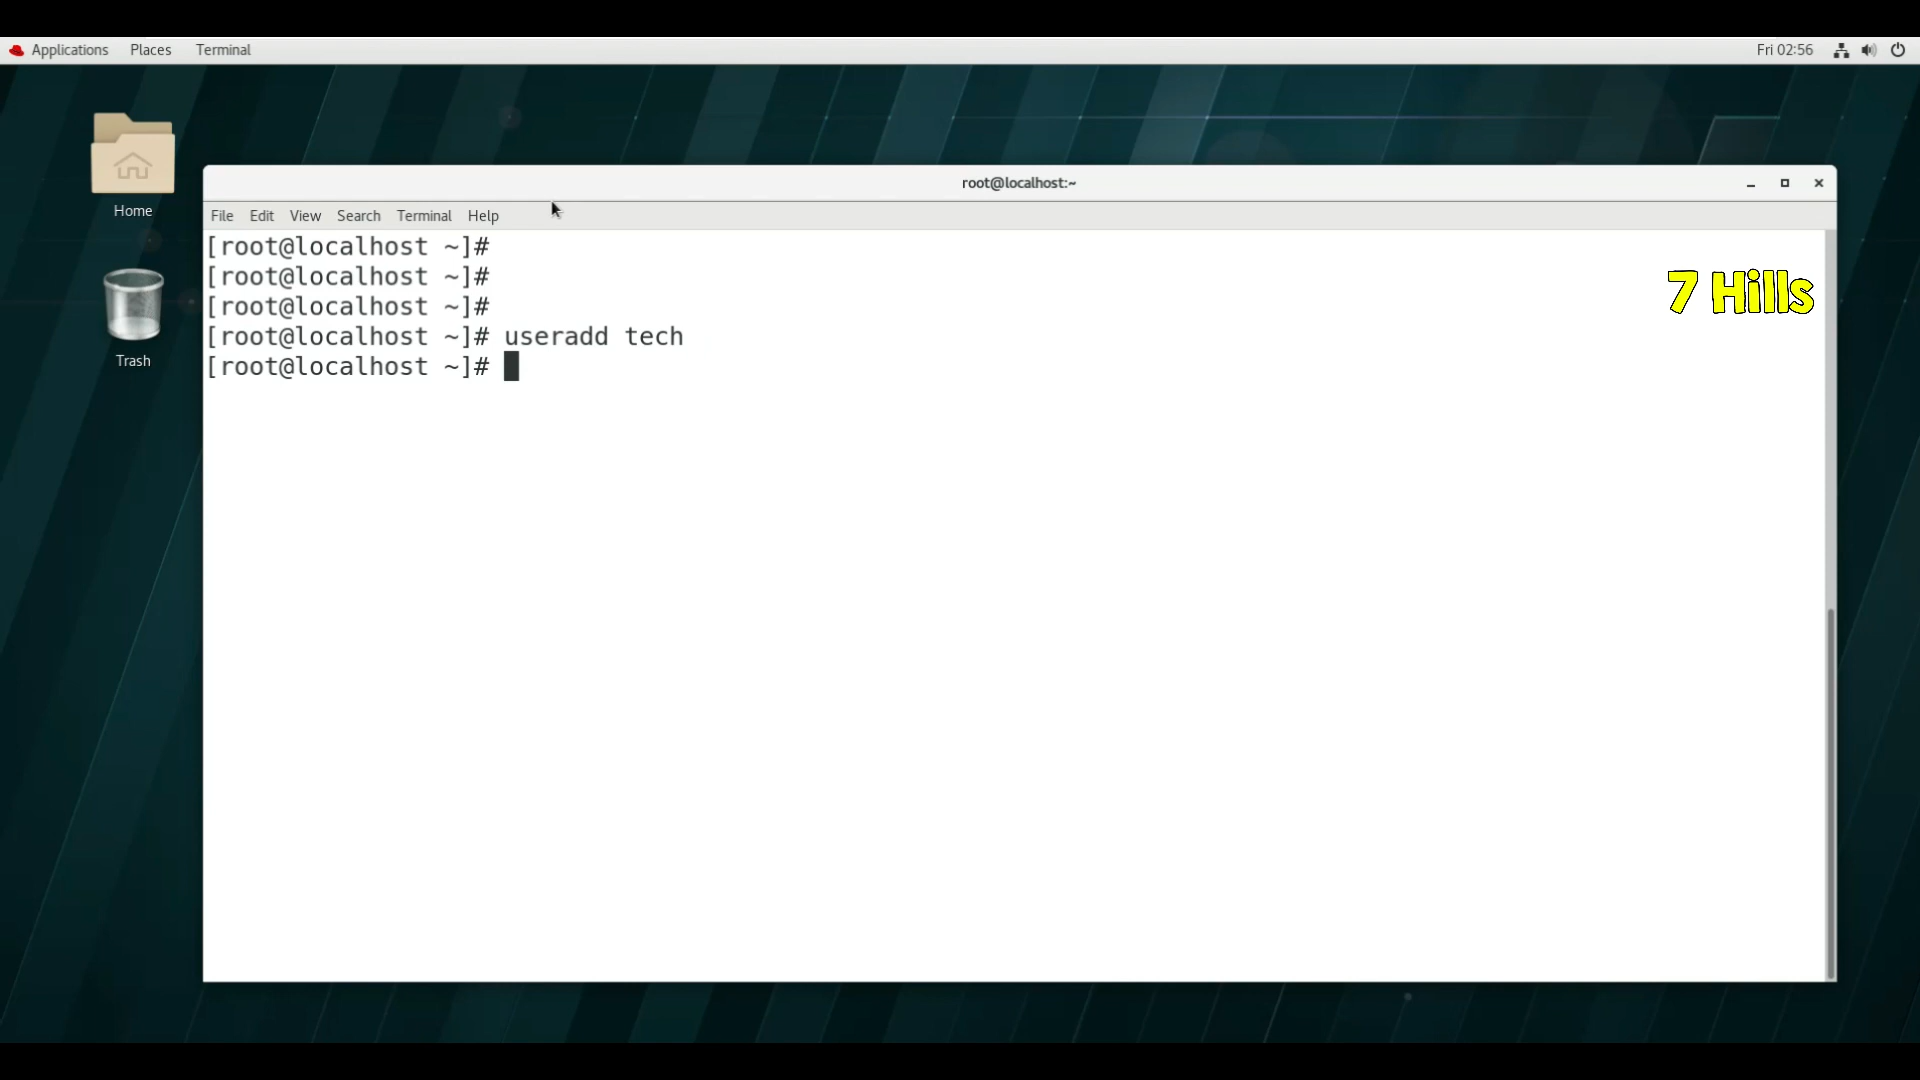 Applications Places Terminal Fri 02:56
Home
Trash
root@localhost:~
File Edit View Search Terminal Help
[root@localhost ~]#
[root@localhost ~]#
[root@localhost ~]#
[root@localhost ~]# useradd tech
[root@localhost ~]#
7 Hills